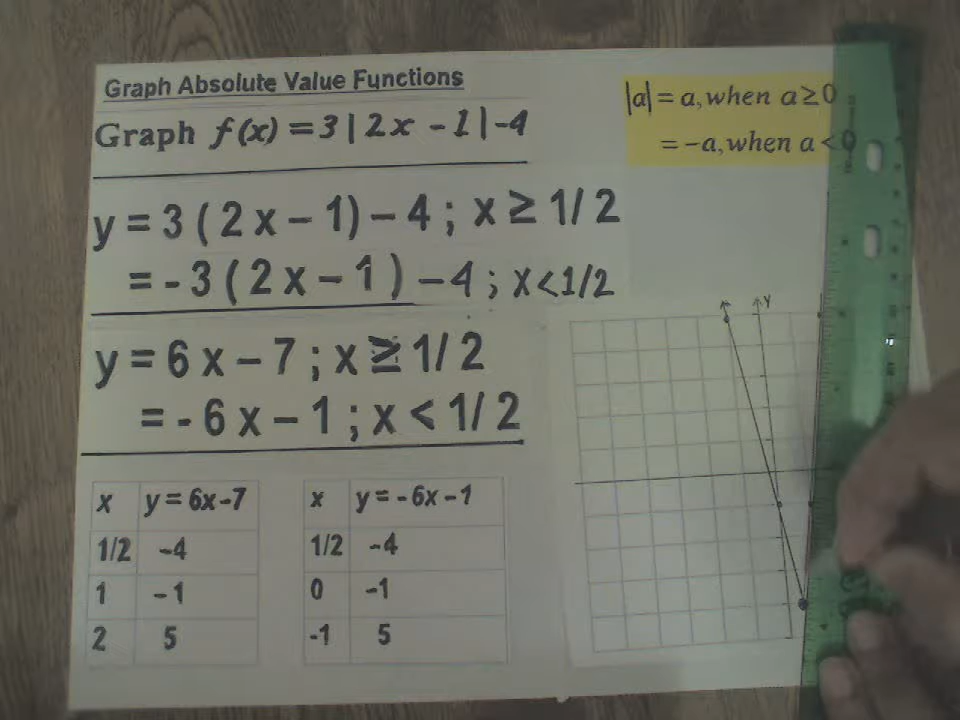 Graph Absolute Value Functions
Graph f(x) = 3 | 2x - 1 | - 4
|a| = a, when a ≥ 0
= -a, when a < 0
y = 3 ( 2 x - 1) - 4 ; x ≥ 1/ 2
= - 3 ( 2 x - 1 ) - 4 ; x < 1/2
y = 6 x - 7 ; x ≥ 1/ 2
= - 6 x - 1 ; x < 1/ 2
x y = 6x-7
1/2 -4
1 -1
2 5
x y = - 6x -1
1/2 -4
0 -1
-1 5
Y